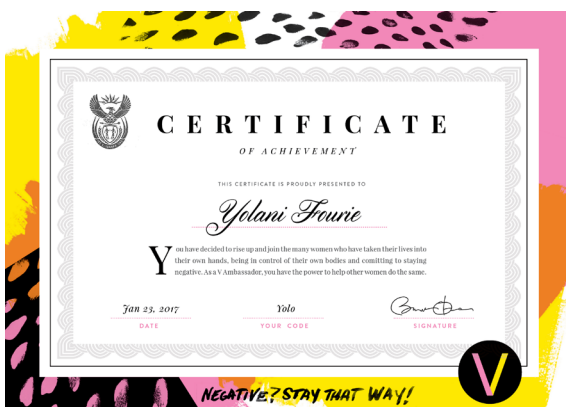 CERTIFICATE
OF ACHIEVEMENT
THIS CERTIFICATE IS PROUDLY PRESENTED TO
Yolani Fourie
You have decided to rise up and join the many women who have taken their lives into
their own hands, being in control of their own bodies and comitting to staying
negative. As a V Ambassador, you have the power to help other women do the same.
Jan 23, 2017
Yolo
DATE
YOUR CODE
SIGNATURE
V
NEGATIVE? STAY THAT WAY!